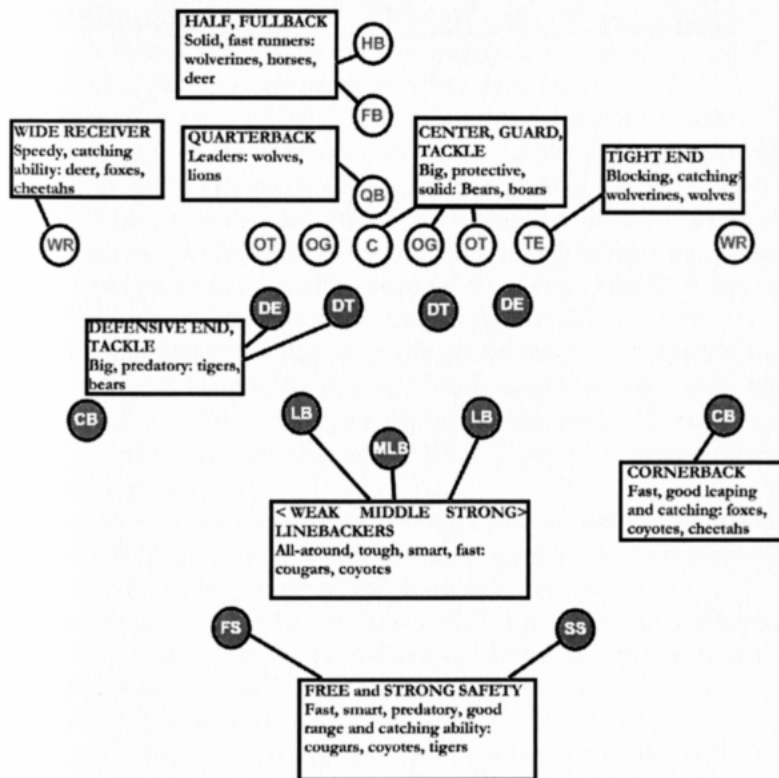 HALF, FULLBACK
Solid, fast runners:
wolverines, horses,
deer
HB
FB
WIDE RECEIVER
Speedy, catching
ability: deer, foxes,
cheetahs
QUARTERBACK
Leaders: wolves,
lions
QB
CENTER, GUARD,
TACKLE
Big, protective,
solid: Bears, boars
TIGHT END
Blocking, catching:
wolverines, wolves
WR OT OG C OG OT TE WR
DE DT DT DE
DEFENSIVE END,
TACKLE
Big, predatory: tigers,
bears
CB LB MLB LB CB
CORNERBACK
Fast, good leaping
and catching: foxes,
coyotes, cheetahs
< WEAK MIDDLE STRONG>
LINEBACKERS
All-around, tough, smart, fast:
cougars, coyotes
FS SS
FREE and STRONG SAFETY
Fast, smart, predatory, good
range and catching ability:
cougars, coyotes, tigers